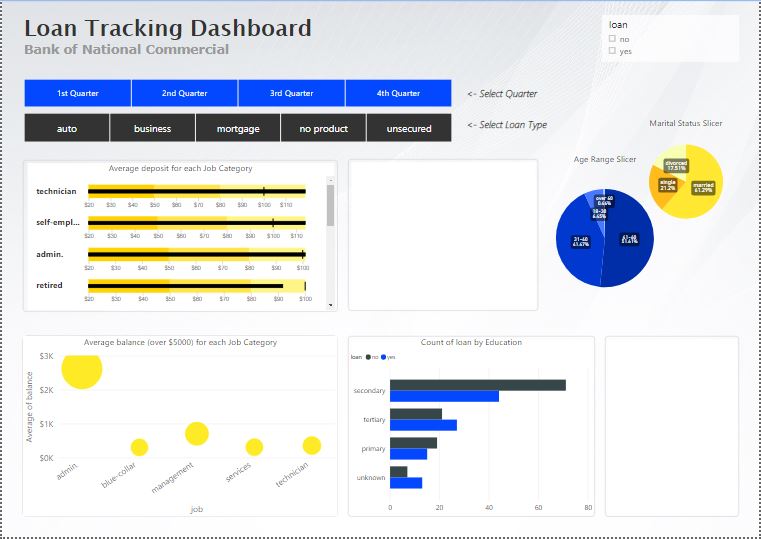 Loan Tracking Dashboard
Bank of National Commercial
loan
no
yes
1st Quarter 2nd Quarter 3rd Quarter 4th Quarter
<- Select Quarter
auto business mortgage no product unsecured
<- Select Loan Type
Marital Status Slicer
divorced
17.51%
single
21.2%
married
61.29%
Age Range Slicer
over 60
18-30
6.65%
31-40
41-60
Average deposit for each Job Category
technician
$20 $30 $40 $50 $60 $70 $80 $90 $100 $110
self-empl...
$20 $30 $40 $50 $60 $70 $80 $90 $100
admin.
$20 $30 $40 $50 $60 $70 $80 $90 $100
retired
$20 $30 $40 $50 $60 $70 $80 $90 $100
Average balance (over $5000) for each Job Category
Average of balance
$3K
$2K
$1K
$0K
admin.
blue-collar
management
services
technician
job
Count of loan by Education
loan no yes
secondary
tertiary
primary
unknown
0 20 40 60 80